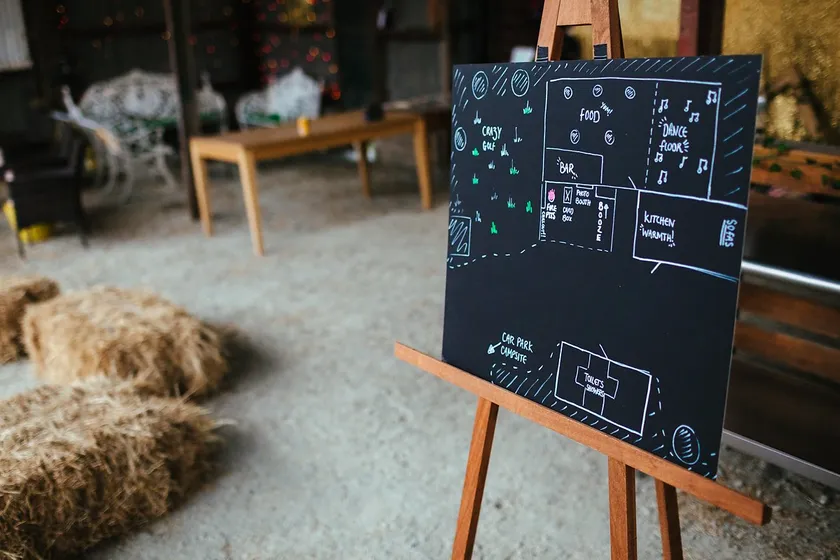 FOOD
YUM!
DANCE
FLOOR
CRAZY
GOLF
BAR
FIRE
PITS
CARD
BOX
PHOTO
BOOTH
BOOZE
KITCHEN
WARMTH!
SOFAS
CAR PARK
CAMPSITE
TOILETS
SHOWERS